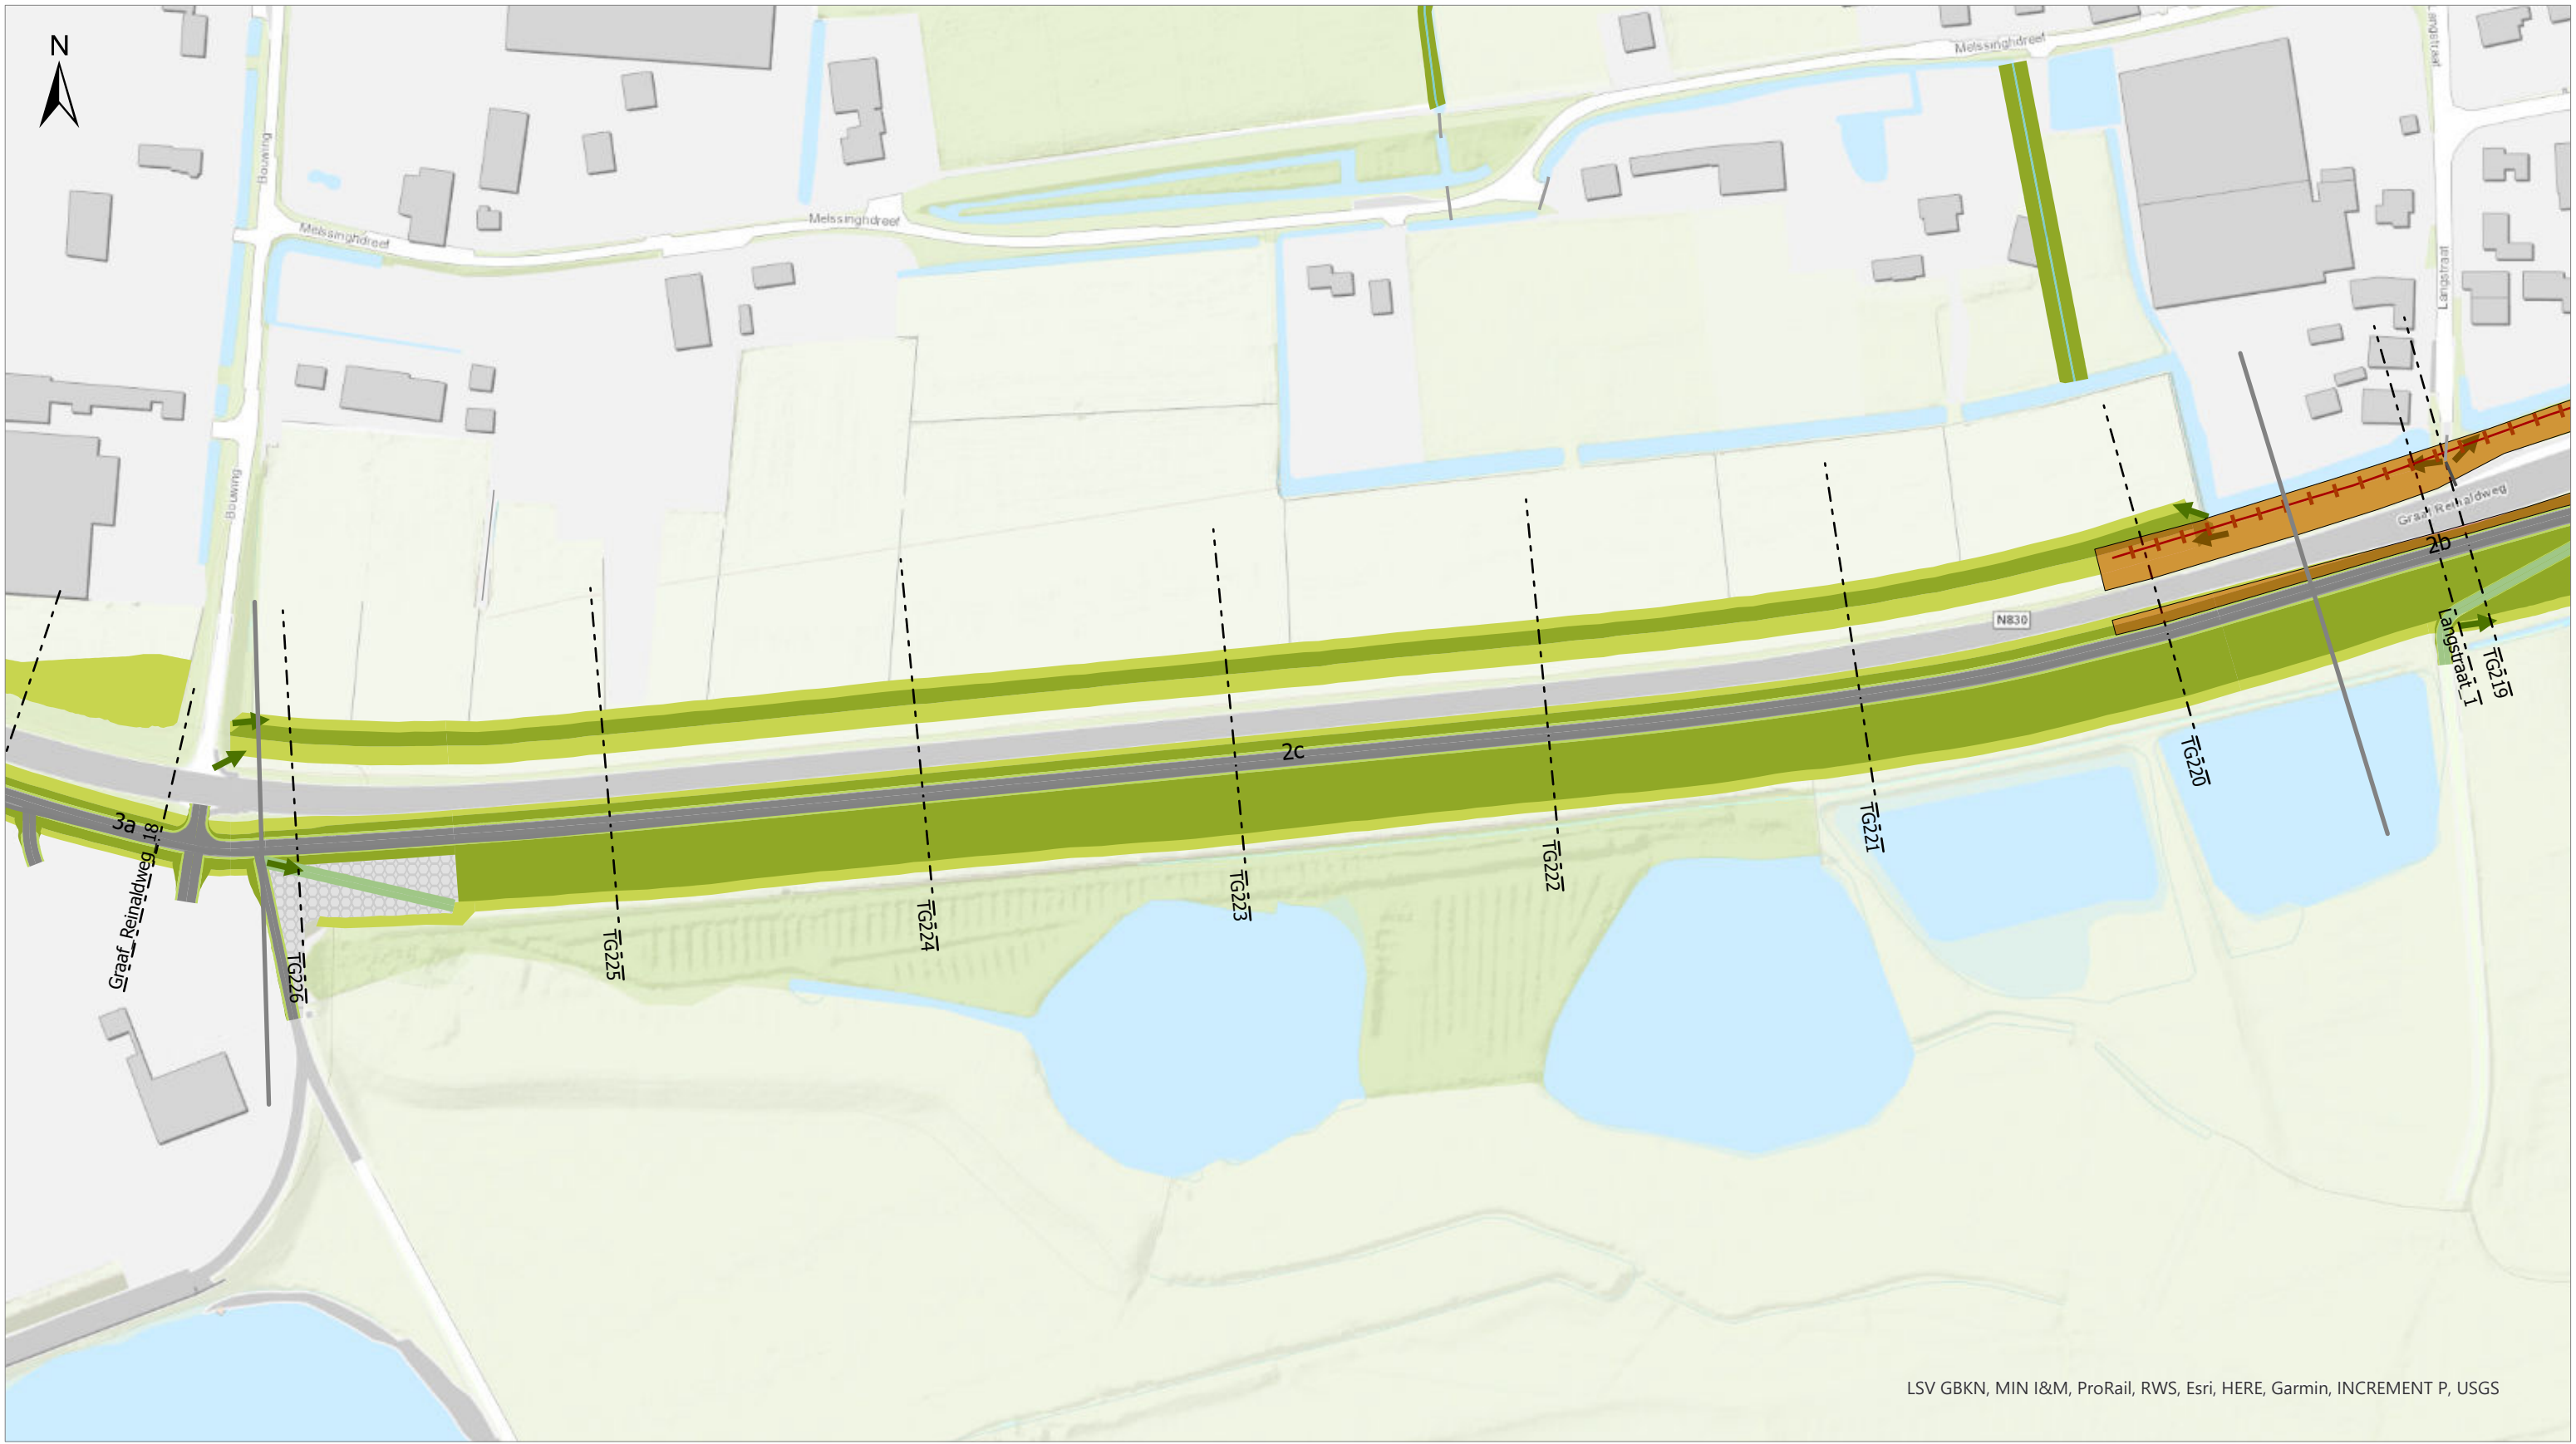 N
Melssinghdreef
Langstraat
Bouwing
Melssinghdreef
Melssinghdreef
Langstraat
Bouwing
Graaf Reinaldweg
2b
N830
Langstraat_1
TG219
2c
TG220
3a
TG221
Graaf_Reinaldweg_18
TG222
TG223
TG224
TG225
TG226
LSV GBKN, MIN I&M, ProRail, RWS, Esri, HERE, Garmin, INCREMENT P, USGS